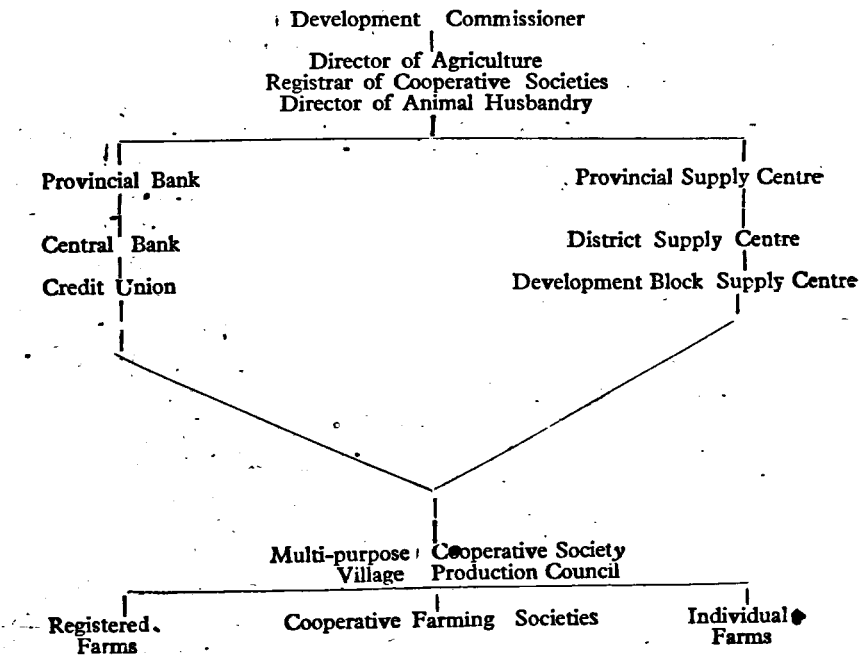 Development Commissioner
Director of Agriculture
Registrar of Cooperative Societies
Director of Animal Husbandry
Provincial Bank
Provincial Supply Centre
Central Bank
District Supply Centre
Credit Union
Development Block Supply Centre
Multi-purpose Cooperative Society
Village Production Council
Registered
Farms
Cooperative Farming Societies
Individual
Farms